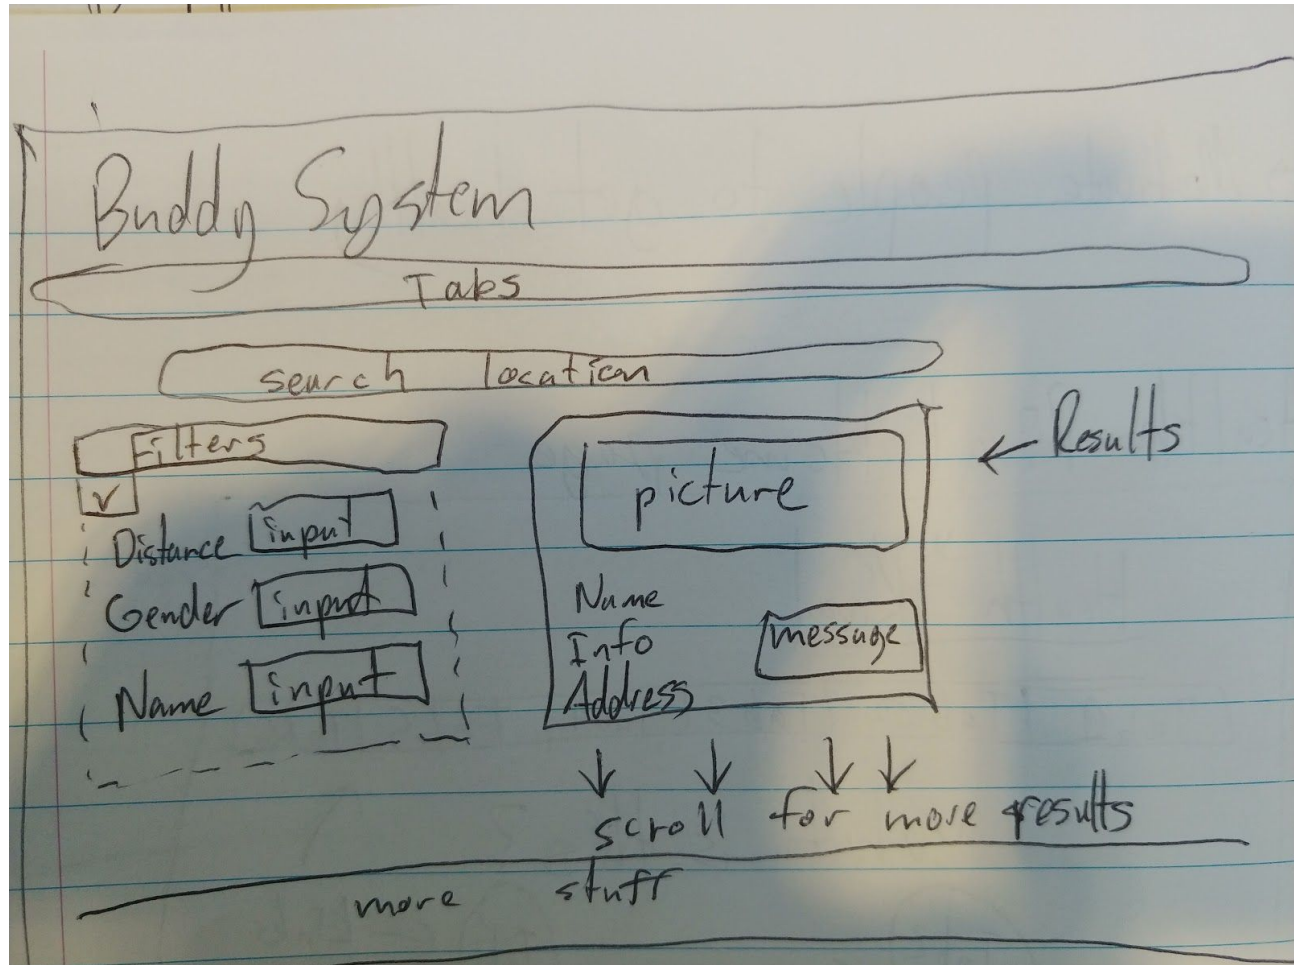 Buddy System
Tabs
search location
Filters
Results
picture
V
Distance input
Gender input
Name input
Name
Info
Address
message
scroll for more results
more stuff